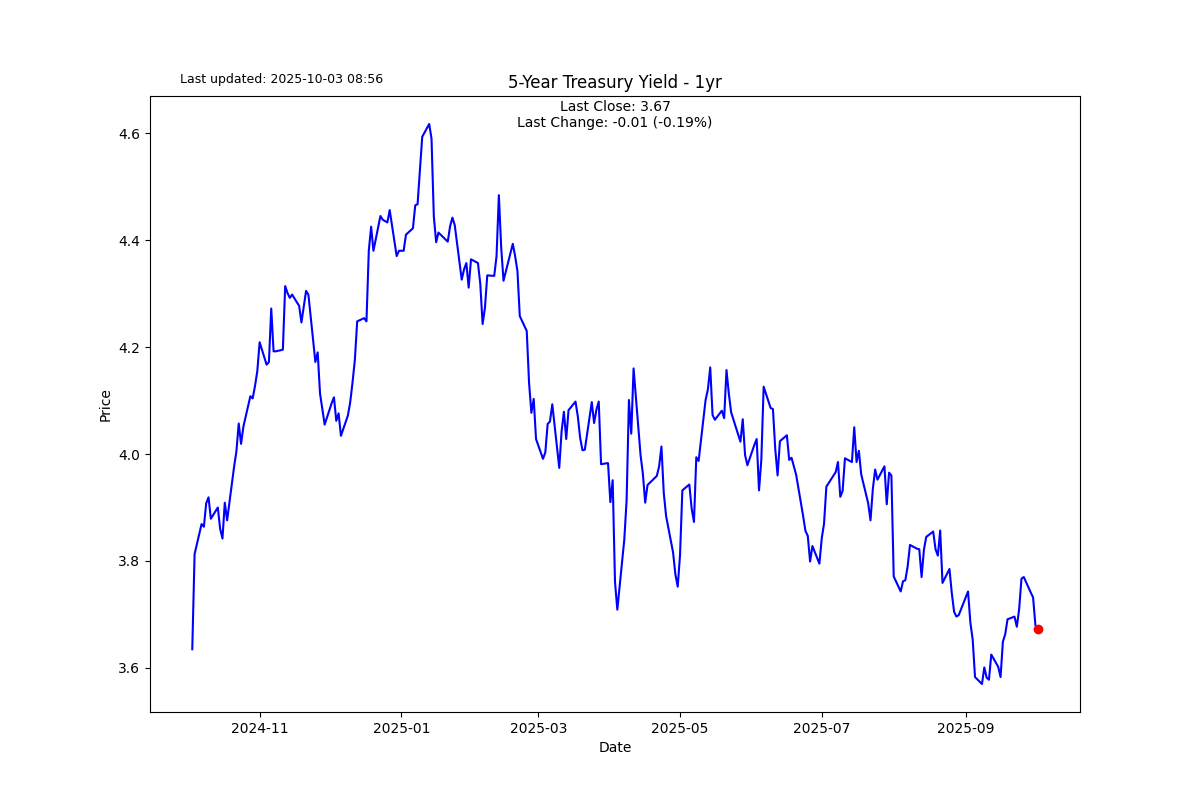 Last updated: 2025-10-03 08:56
5-Year Treasury Yield - 1yr
Last Close: 3.67
Last Change: -0.01 (-0.19%)
Price
4.6
4.4
4.2
4.0
3.8
3.6
2024-11
2025-01
2025-03
2025-05
2025-07
2025-09
Date